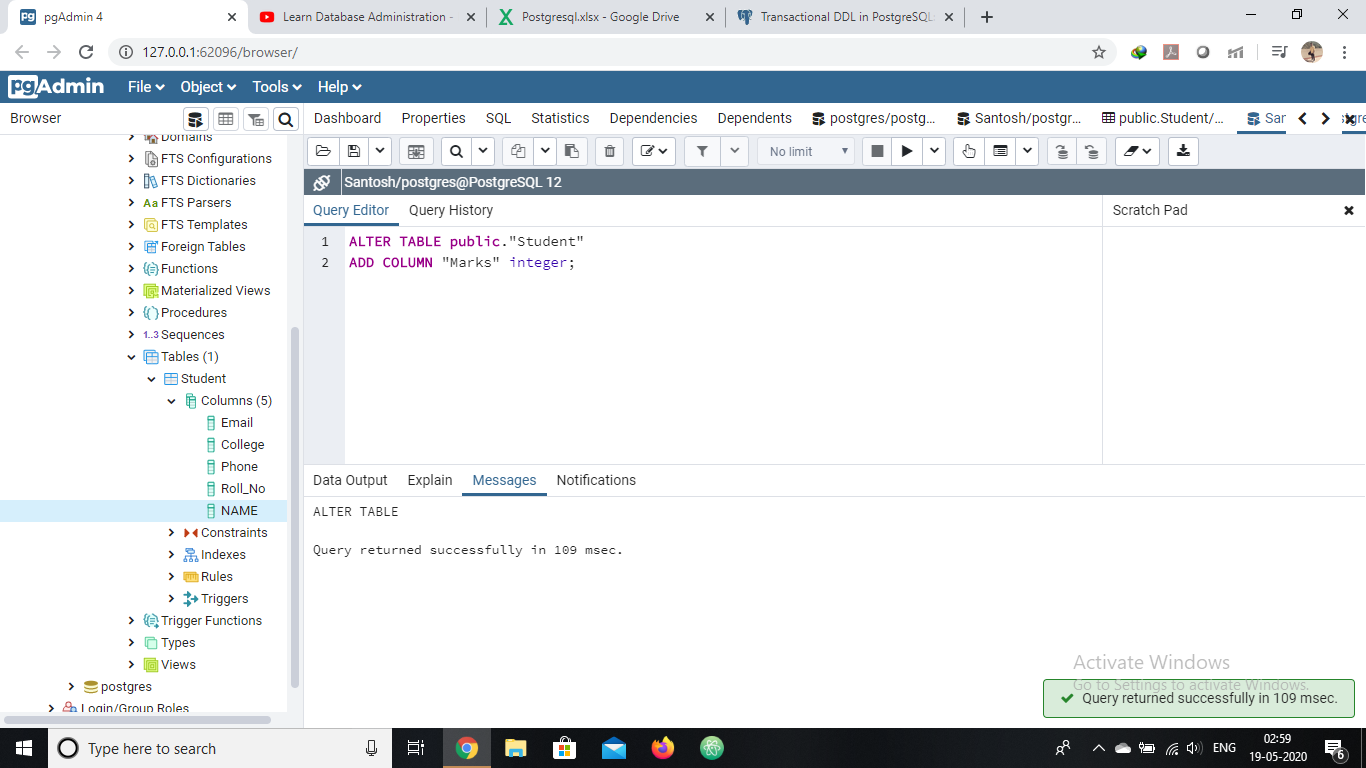 pgAdmin 4
Learn Database Administration -
Postgresql.xlsx - Google Drive
Transactional DDL in PostgreSQL
127.0.0.1:62096/browser/
pgAdmin
File
Object
Tools
Help
Browser
Dashboard
Properties
SQL
Statistics
Dependencies
Dependents
postgres/postg...
Santosh/postgr...
public.Student/...
San
No limit
Santosh/postgres@PostgreSQL 12
Query Editor
Query History
Scratch Pad
1 ALTER TABLE public."Student"
2 ADD COLUMN "Marks" integer;
Domains
FTS Configurations
FTS Dictionaries
Aa FTS Parsers
FTS Templates
Foreign Tables
Functions
Materialized Views
Procedures
1..3 Sequences
Tables (1)
Student
Columns (5)
Email
College
Phone
Roll_No
NAME
Constraints
Indexes
Rules
Triggers
Trigger Functions
Types
Views
postgres
Login/Group Roles
Data Output
Explain
Messages
Notifications
ALTER TABLE
Query returned successfully in 109 msec.
Activate Windows
Go to Settings to activate Windows.
Query returned successfully in 109 msec.
Type here to search
ENG
02:59
19-05-2020
6